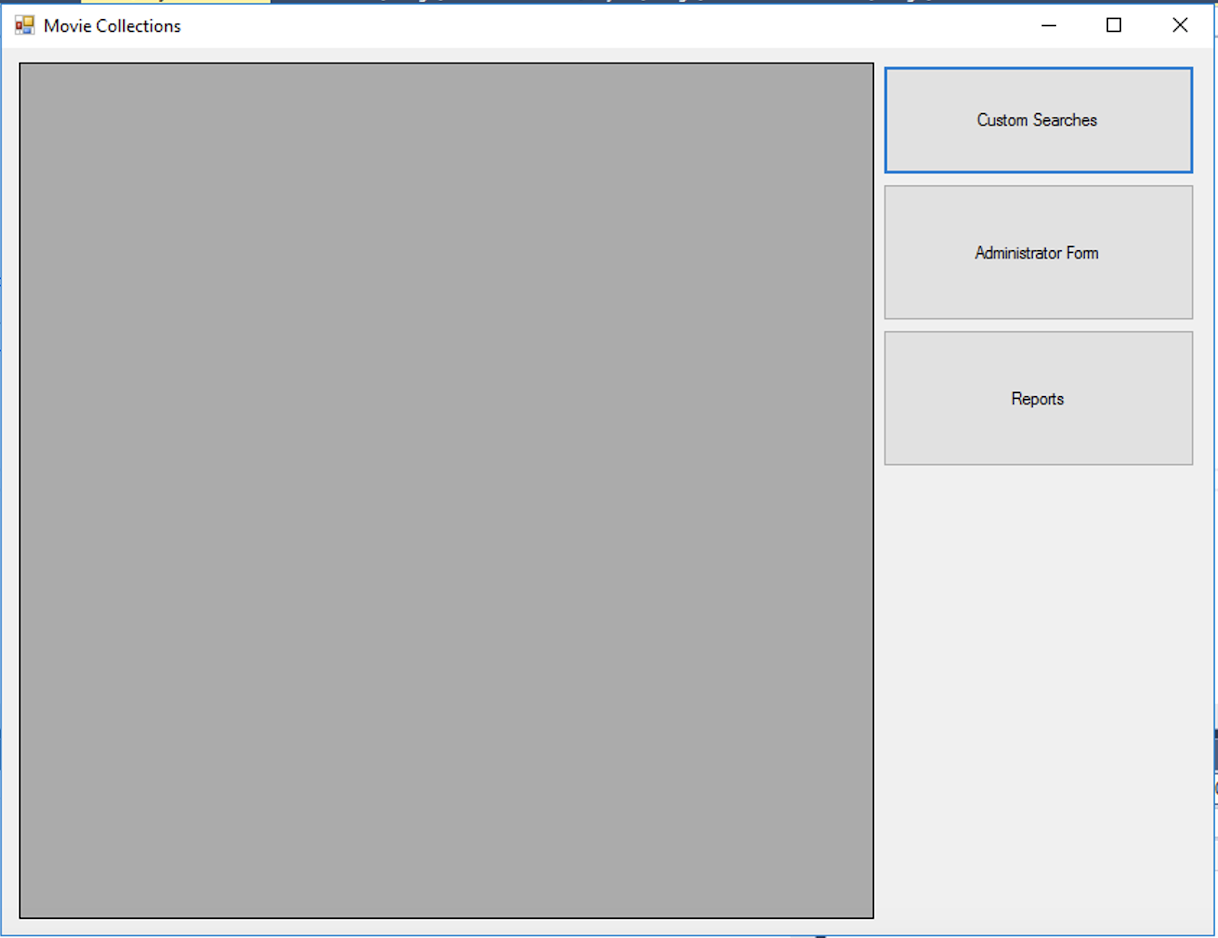 Movie Collections
Custom Searches
Administrator Form
Reports